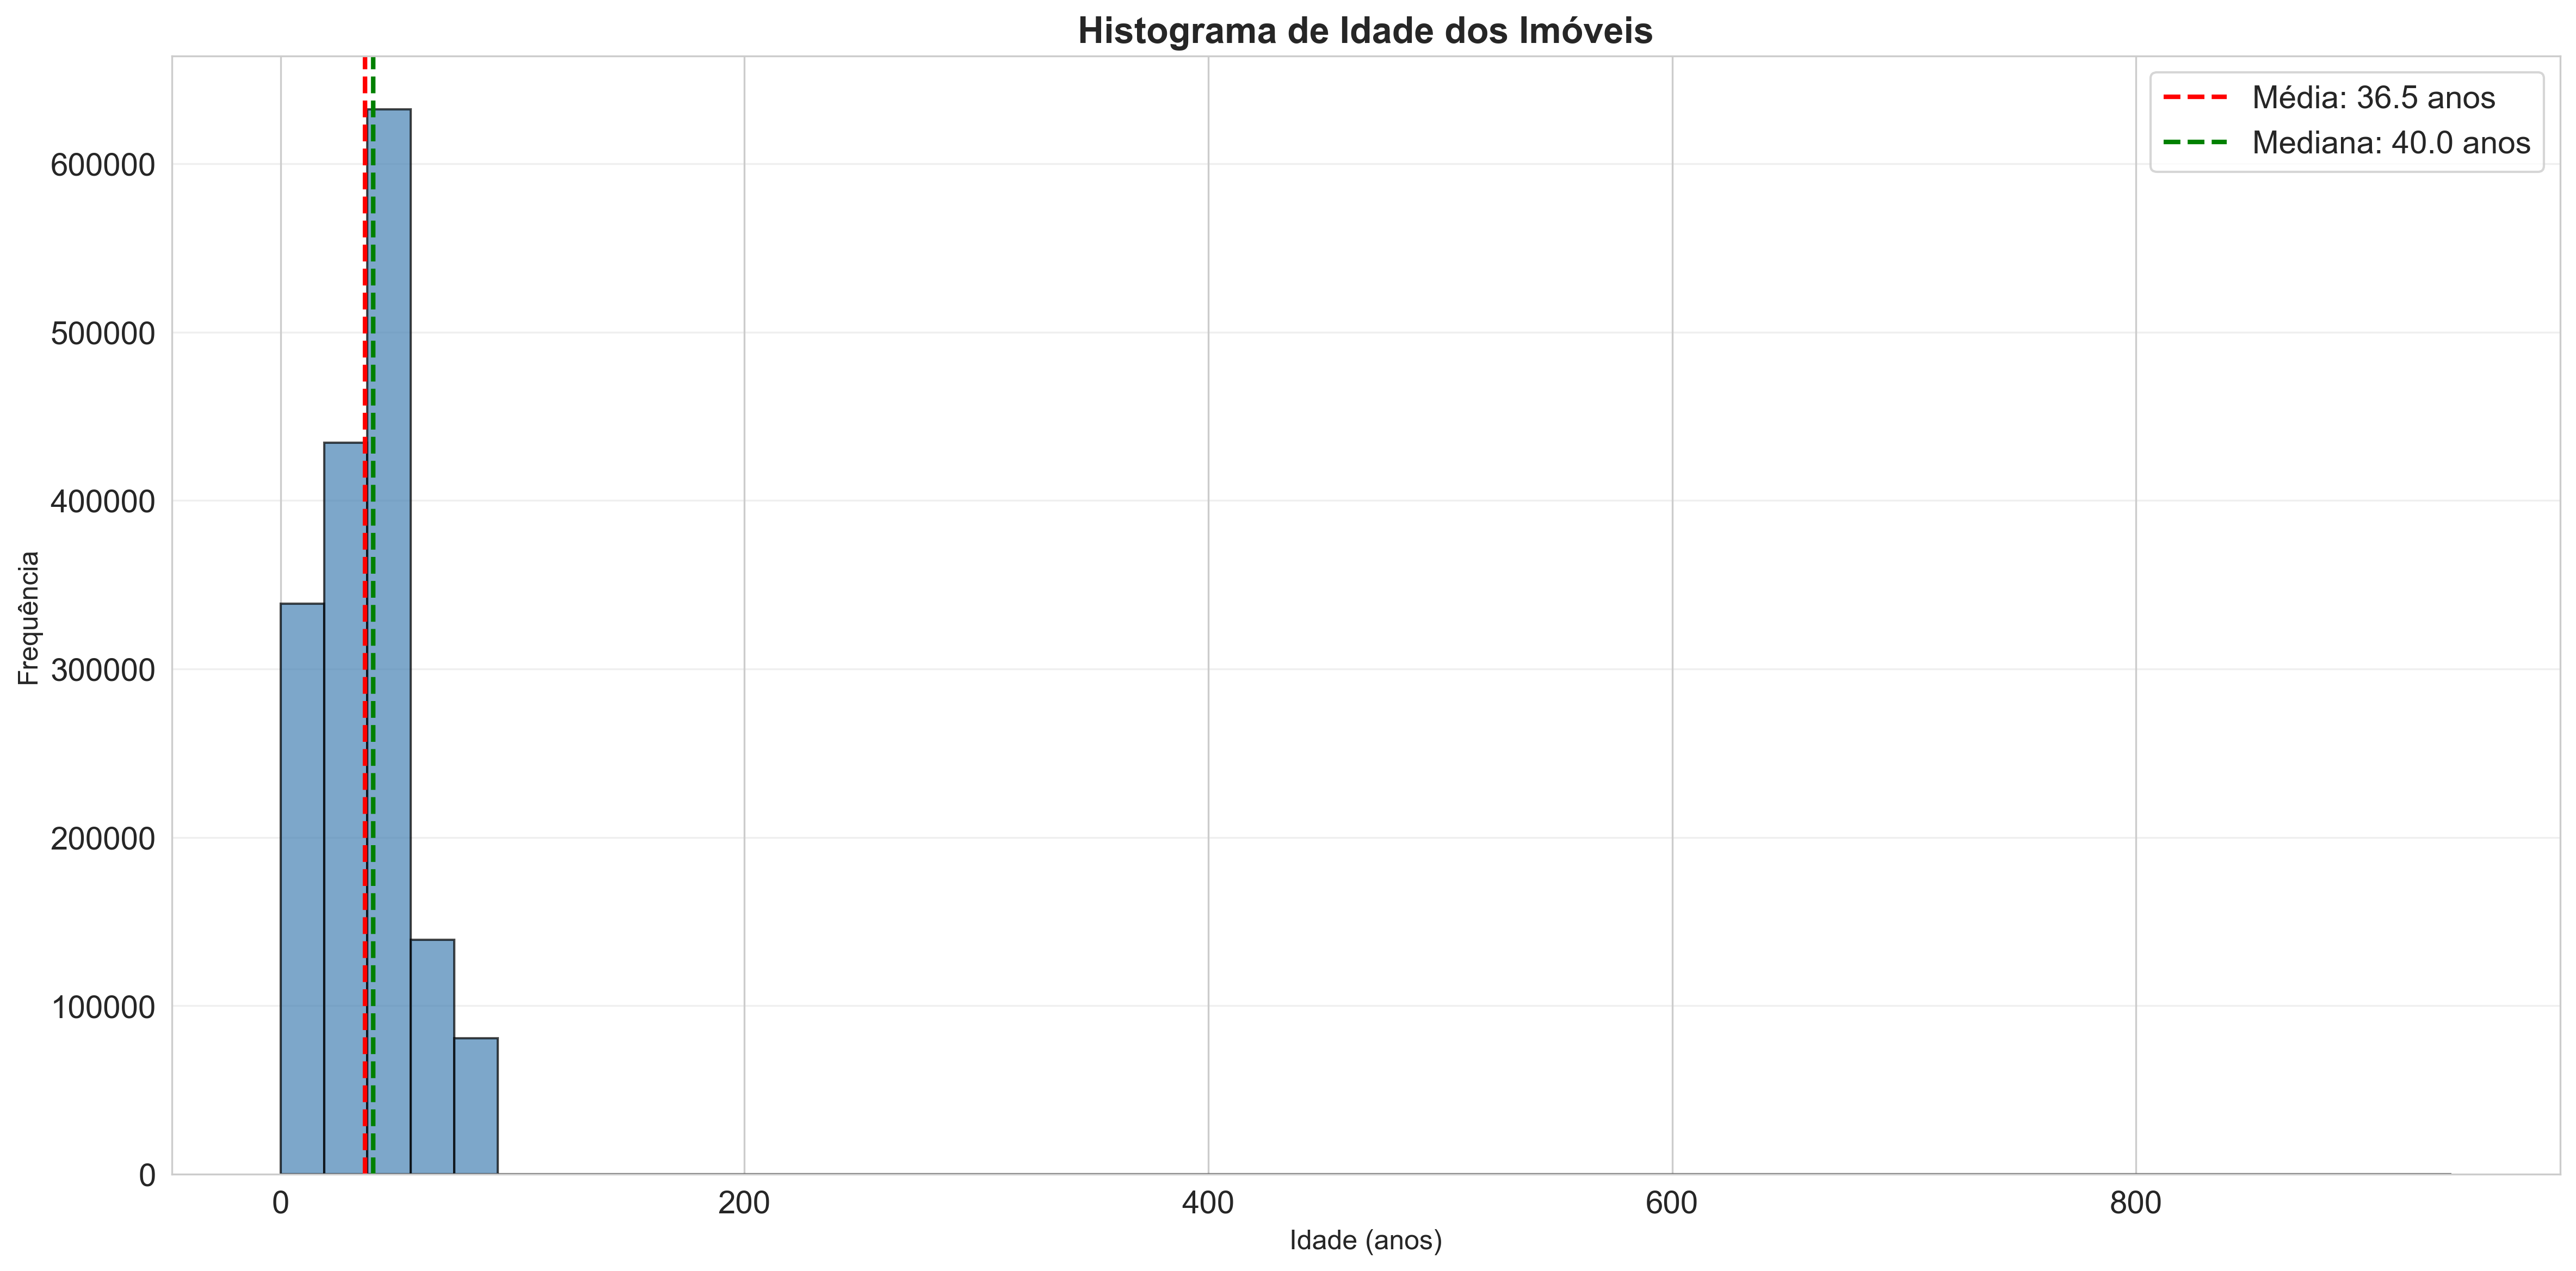 Histograma de Idade dos Imóveis
Média: 36.5 anos
Mediana: 40.0 anos
Frequência
600000
500000
400000
300000
200000
100000
0
0 200 400 600 800
Idade (anos)